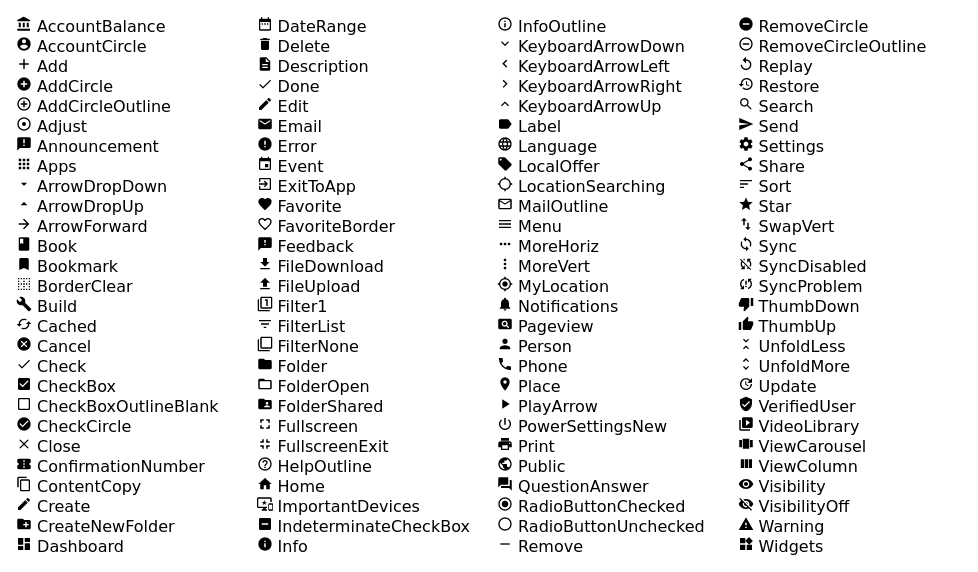 AccountBalance
AccountCircle
Add
AddCircle
AddCircleOutline
Adjust
Announcement
Apps
ArrowDropDown
ArrowDropUp
ArrowForward
Book
Bookmark
BorderClear
Build
Cached
Cancel
Check
CheckBox
CheckBoxOutlineBlank
CheckCircle
Close
ConfirmationNumber
ContentCopy
Create
CreateNewFolder
Dashboard
DateRange
Delete
Description
Done
Edit
Email
Error
Event
ExitToApp
Favorite
FavoriteBorder
Feedback
FileDownload
FileUpload
Filter1
FilterList
FilterNone
Folder
FolderOpen
FolderShared
Fullscreen
FullscreenExit
HelpOutline
Home
ImportantDevices
IndeterminateCheckBox
Info
InfoOutline
KeyboardArrowDown
KeyboardArrowLeft
KeyboardArrowRight
KeyboardArrowUp
Label
Language
LocalOffer
LocationSearching
MailOutline
Menu
MoreHoriz
MoreVert
MyLocation
Notifications
Pageview
Person
Phone
Place
PlayArrow
PowerSettingsNew
Print
Public
QuestionAnswer
RadioButtonChecked
RadioButtonUnchecked
Remove
RemoveCircle
RemoveCircleOutline
Replay
Restore
Search
Send
Settings
Share
Sort
Star
SwapVert
Sync
SyncDisabled
SyncProblem
ThumbDown
ThumbUp
UnfoldLess
UnfoldMore
Update
VerifiedUser
VideoLibrary
ViewCarousel
ViewColumn
Visibility
VisibilityOff
Warning
Widgets